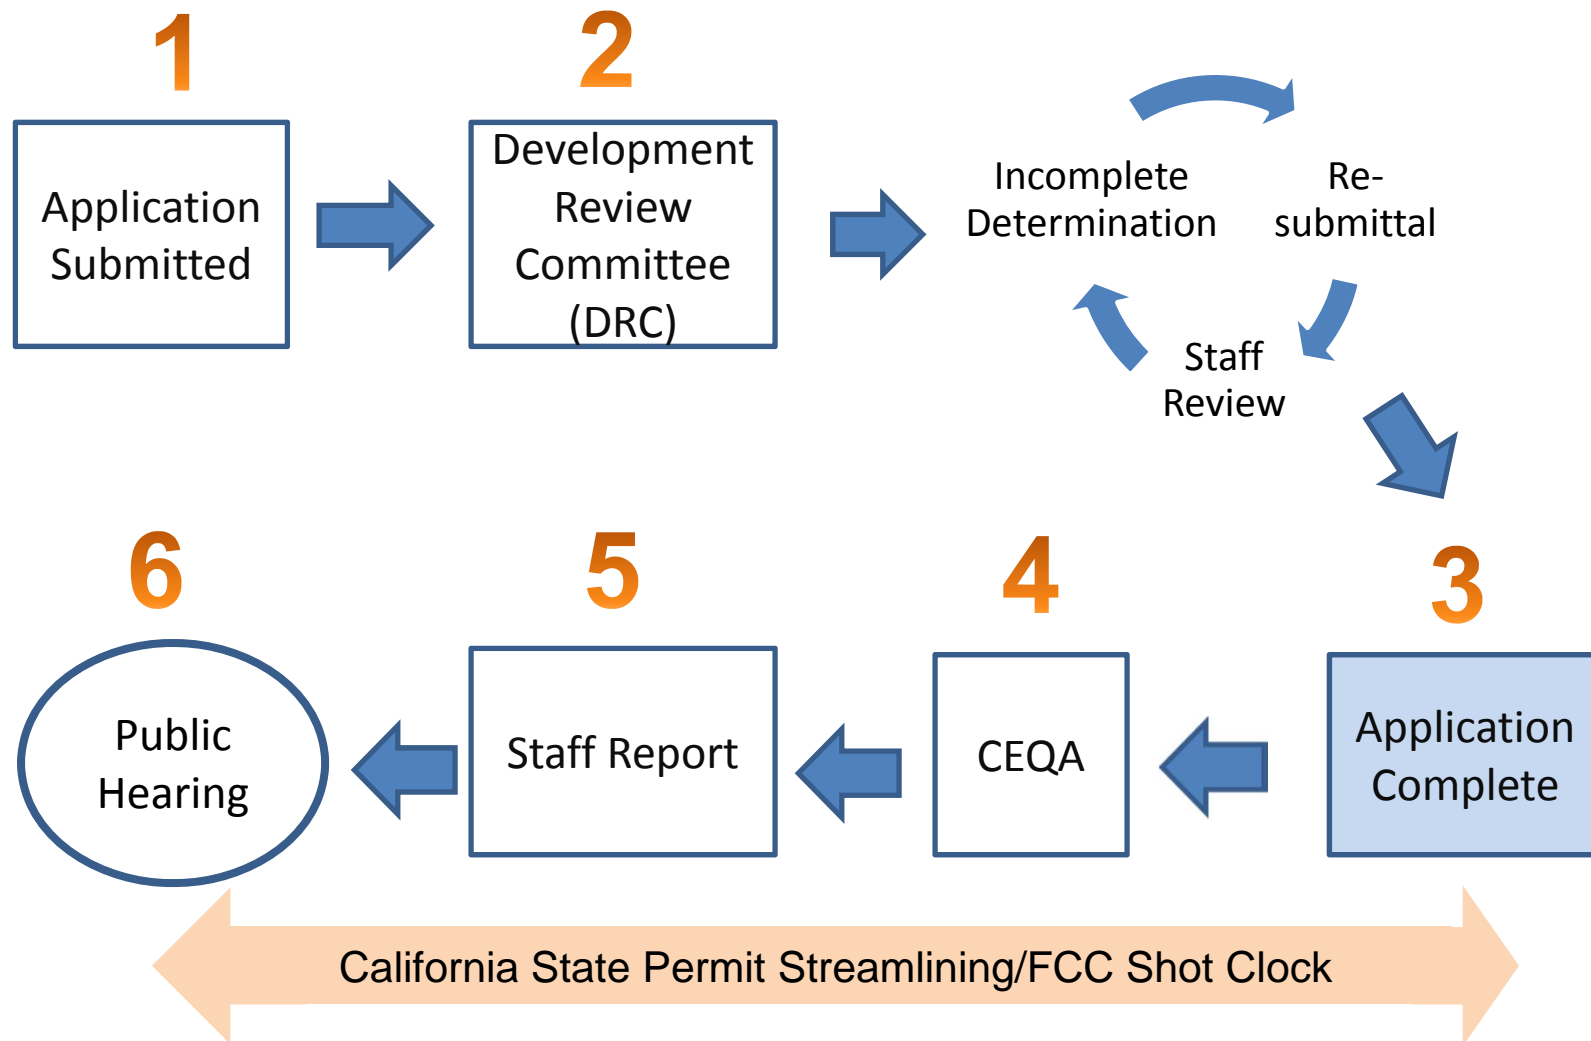 1
Application
Submitted
2
Development
Review
Committee
(DRC)
Incomplete
Determination
Re-
submittal
Staff
Review
3
Application
Complete
4
CEQA
5
Staff Report
6
Public
Hearing
California State Permit Streamlining/FCC Shot Clock